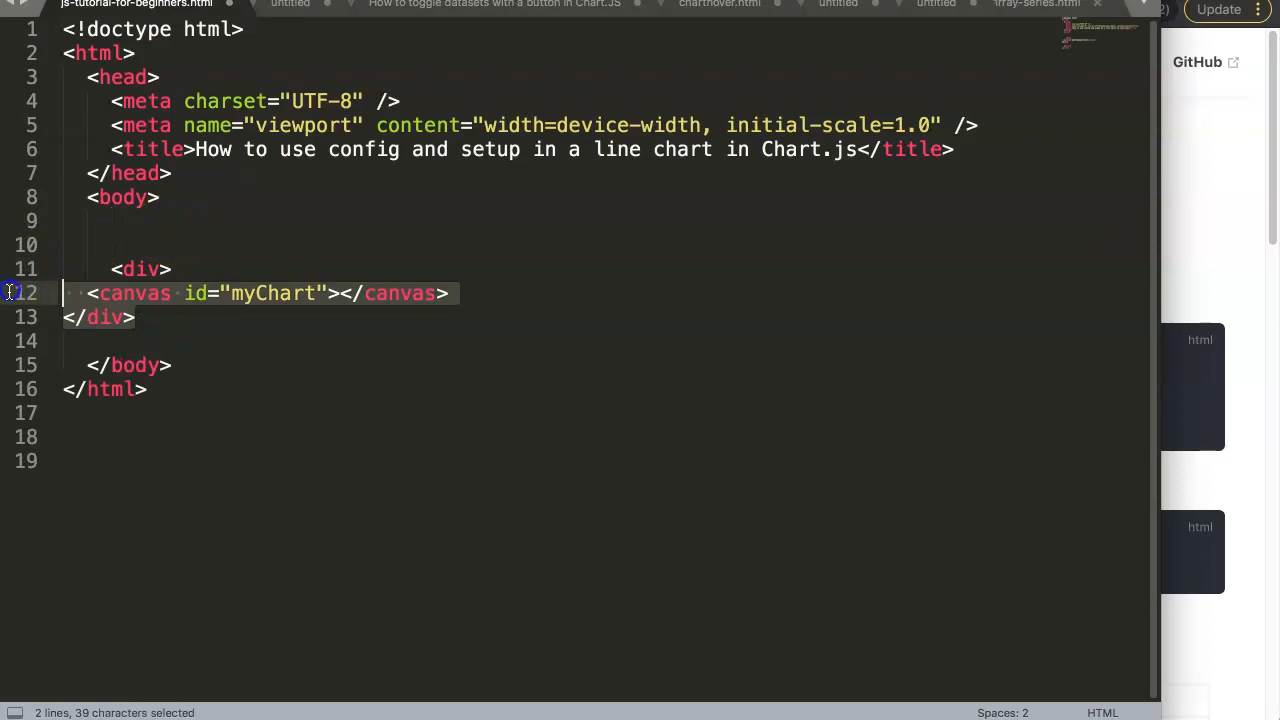 js-tutorial-for-beginners.html untitled How to toggle datasets with a button in Chart.JS charthover.html untitled untitled array-series.html
2) Update
1 <!doctype html>
2 <html>
3 <head>
4 <meta charset="UTF-8" />
5 <meta name="viewport" content="width=device-width, initial-scale=1.0" />
6 <title>How to use config and setup in a line chart in Chart.js</title>
7 </head>
8 <body>
9
10
11 <div>
12 <canvas id="myChart"></canvas>
13 </div>
14
15 </body>
16 </html>
17
18
19
GitHub
html
html
2 lines, 39 characters selected Spaces: 2 HTML